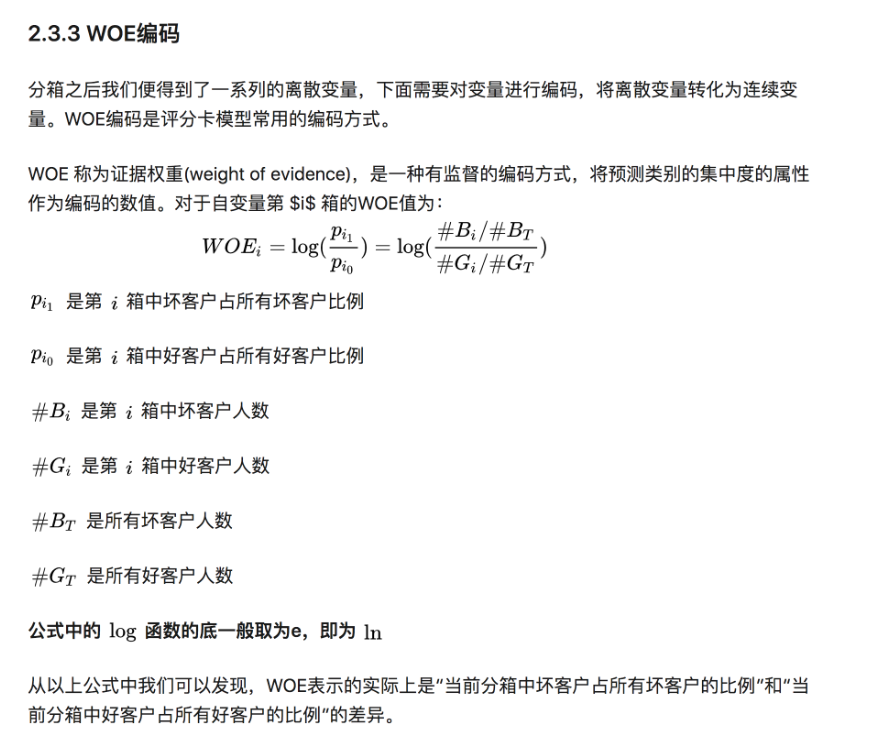 2.3.3 WOE编码
分箱之后我们便得到了一系列的离散变量，下面需要对变量进行编码，将离散变量转化为连续变
量。WOE编码是评分卡模型常用的编码方式。
WOE 称为证据权重(weight of evidence)，是一种有监督的编码方式，将预测类别的集中度的属性
作为编码的数值。对于自变量第 $i$ 箱的WOE值为：
WOE_i = log(p_{i_1}/p_{i_0}) = log((#B_i/#B_T)/(#G_i/#G_T))
p_{i_1} 是第 i 箱中坏客户占所有坏客户比例
p_{i_0} 是第 i 箱中好客户占所有好客户比例
#B_i 是第 i 箱中坏客户人数
#G_i 是第 i 箱中好客户人数
#B_T 是所有坏客户人数
#G_T 是所有好客户人数
公式中的 log 函数的底一般取为e，即为 ln
从以上公式中我们可以发现，WOE表示的实际上是“当前分箱中坏客户占所有坏客户的比例”和“当
前分箱中好客户占所有好客户的比例”的差异。